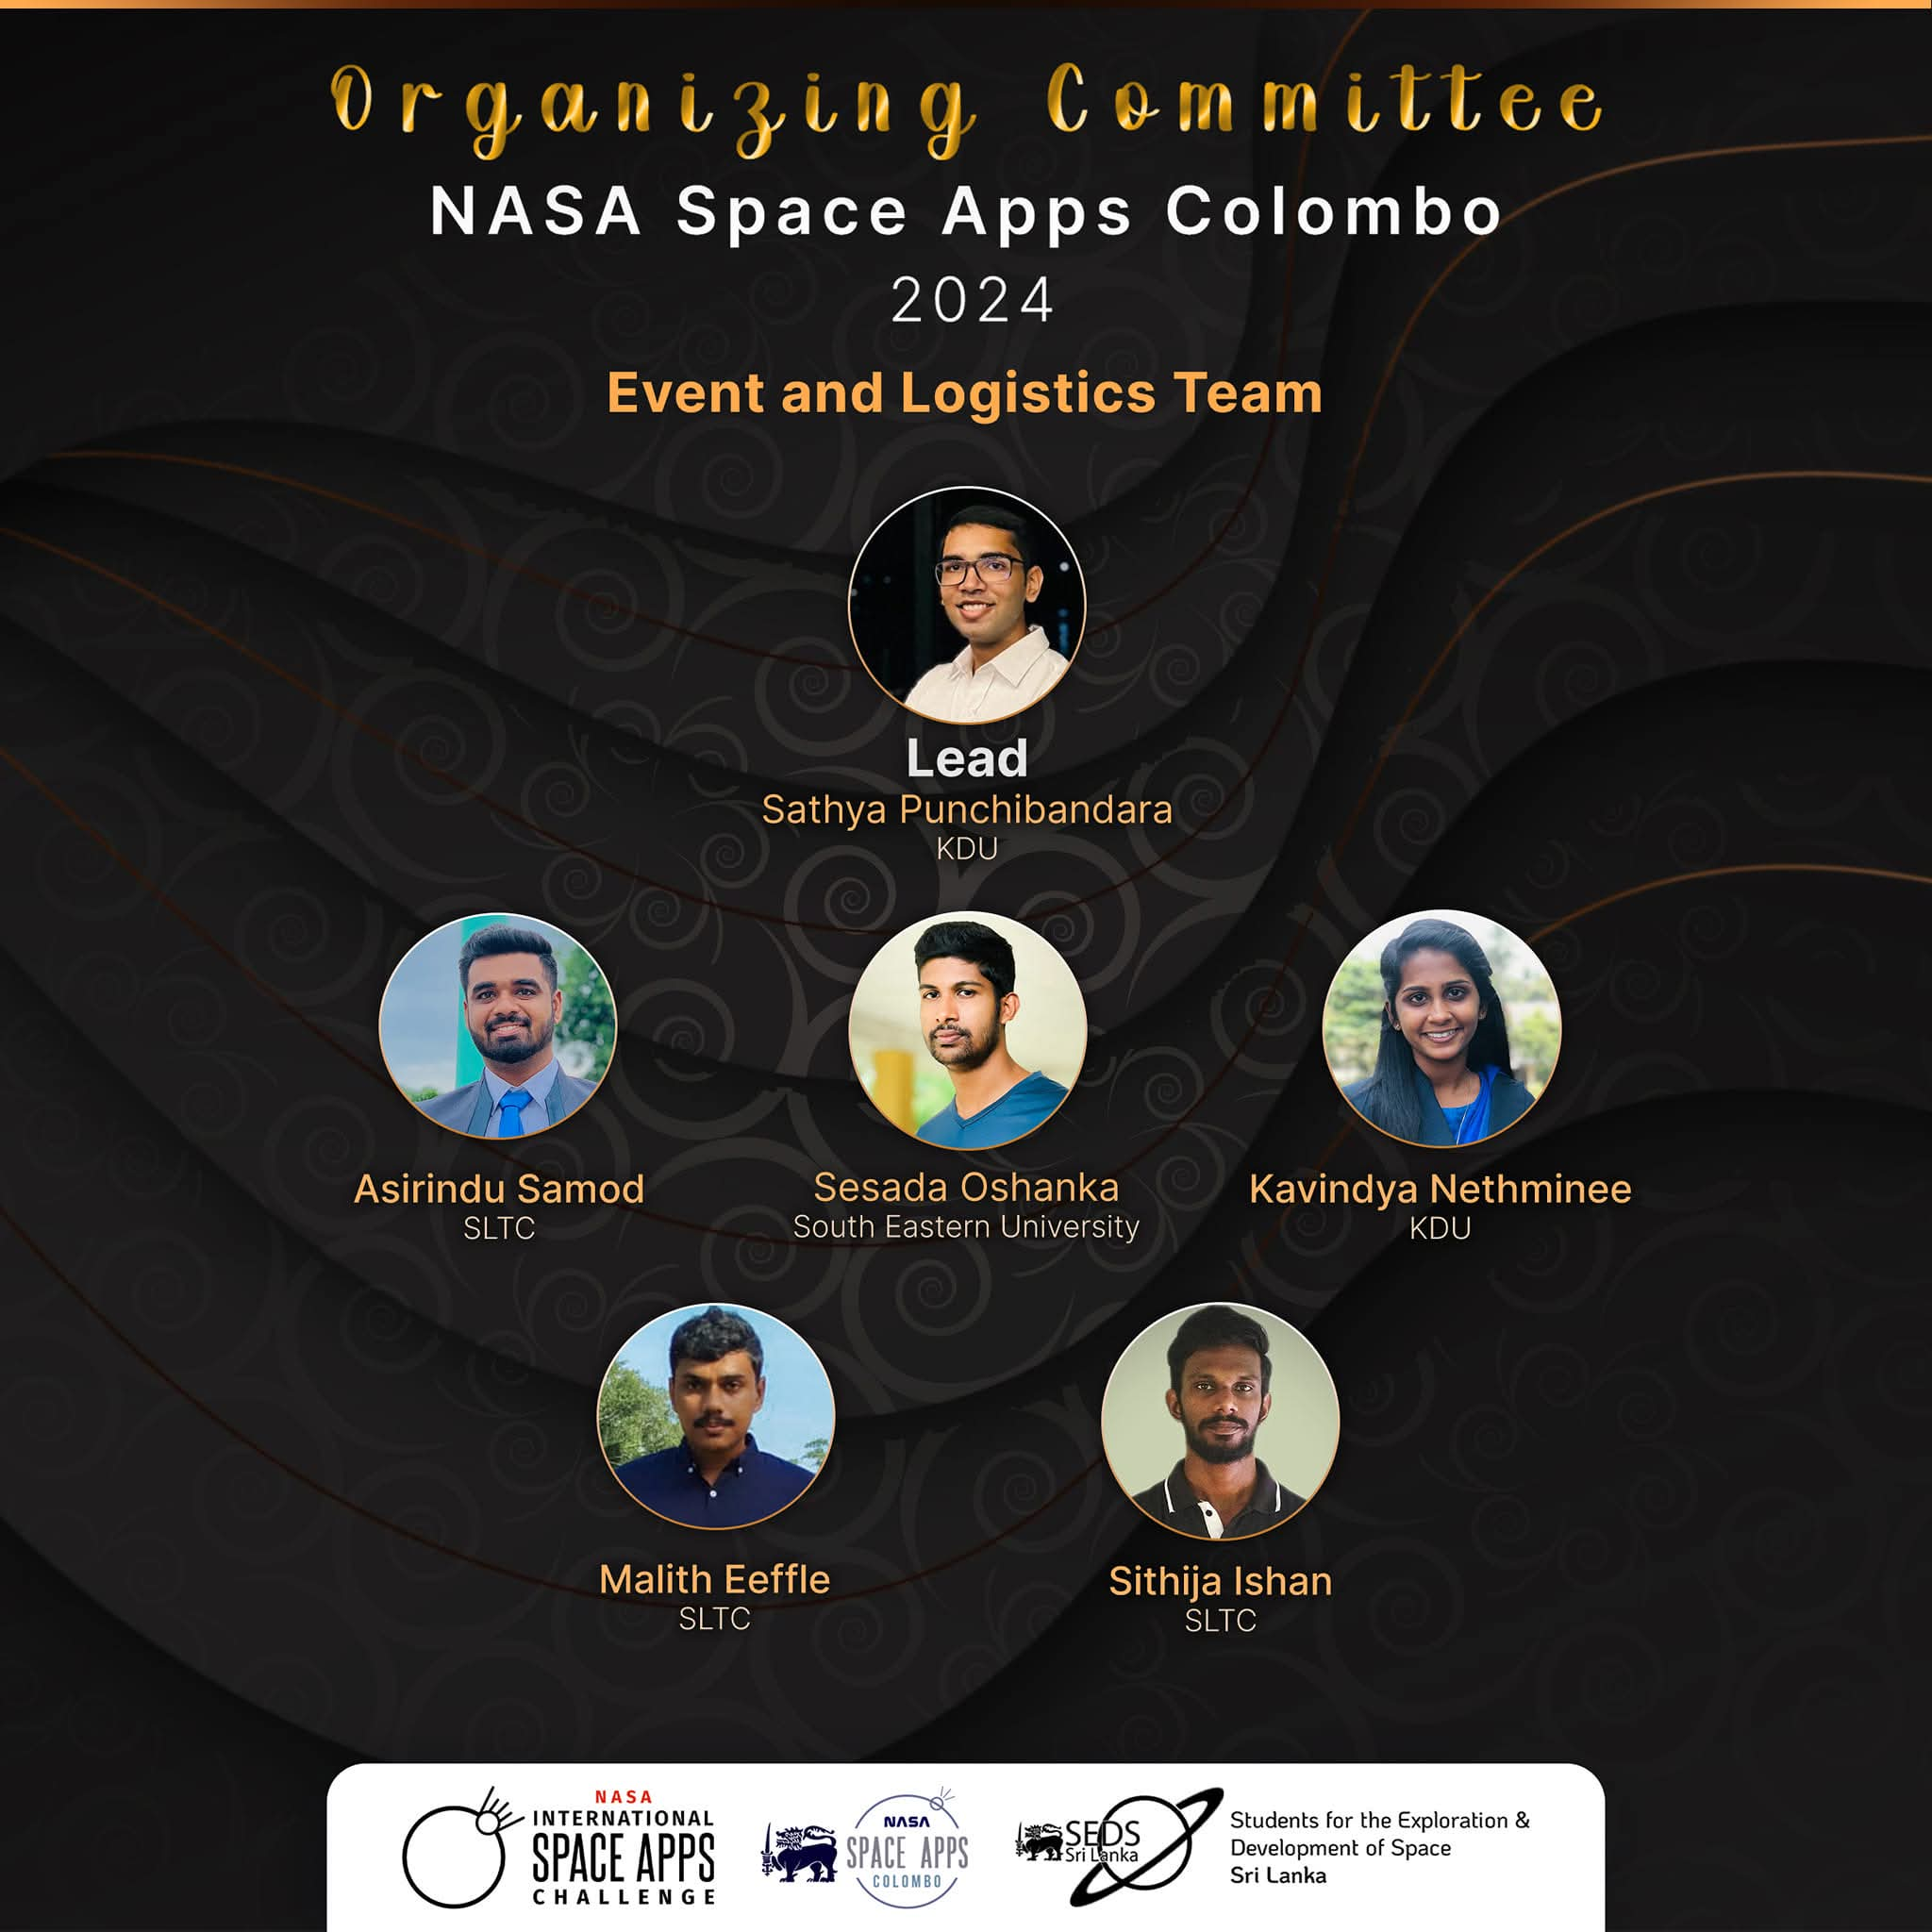 Organizing Committee
NASA Space Apps Colombo
2024
Event and Logistics Team
Lead
Sathya Punchibandara
KDU
Asirindu Samod
SLTC
Sesada Oshanka
South Eastern University
Kavindya Nethminee
KDU
Malith Eeffle
SLTC
Sithija Ishan
SLTC
NASA
INTERNATIONAL
SPACE APPS
CHALLENGE
NASA
SPACE APPS
COLOMBO
SEDS
Sri Lanka
Students for the Exploration &
Development of Space
Sri Lanka